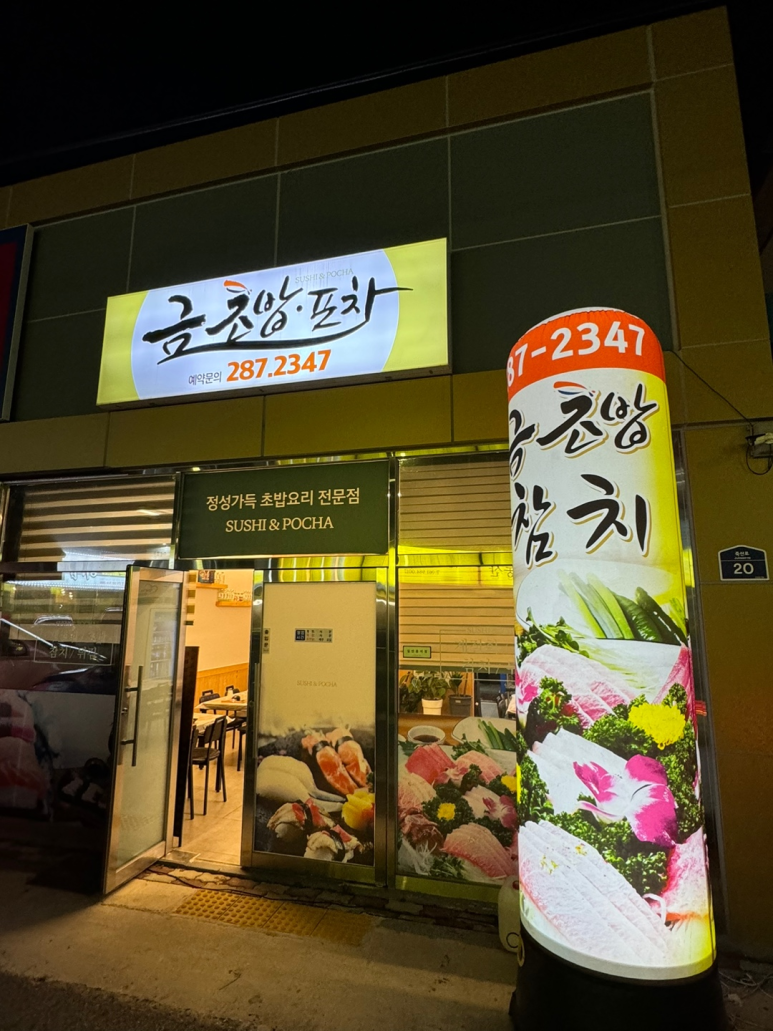 SUSHI & POCHA
금 초밥·포차
예약문의 287.2347
정성가득 초밥요리 전문점
SUSHI & POCHA
SUSHI & POCHA
87-2347
금 초밥
참치
20